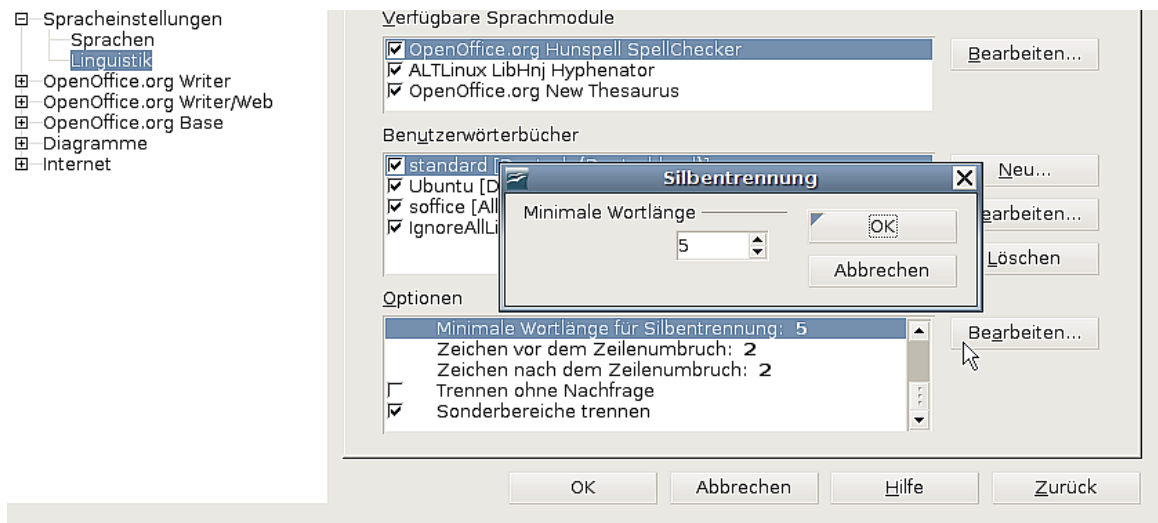 Spracheinstellungen
Sprachen
Linguistik
OpenOffice.org Writer
OpenOffice.org Writer/Web
OpenOffice.org Base
Diagramme
Internet
Verfügbare Sprachmodule
OpenOffice.org Hunspell SpellChecker
ALTLinux LibHnj Hyphenator
OpenOffice.org New Thesaurus
Bearbeiten...
Benutzerwörterbücher
standard
Ubuntu [D
soffice [All
IgnoreAllLi
Neu...
earbeiten...
Löschen
Silbentrennung
Minimale Wortlänge
5
OK
Abbrechen
Optionen
Minimale Wortlänge für Silbentrennung: 5
Zeichen vor dem Zeilenumbruch: 2
Zeichen nach dem Zeilenumbruch: 2
Trennen ohne Nachfrage
Sonderbereiche trennen
Bearbeiten...
OK
Abbrechen
Hilfe
Zurück